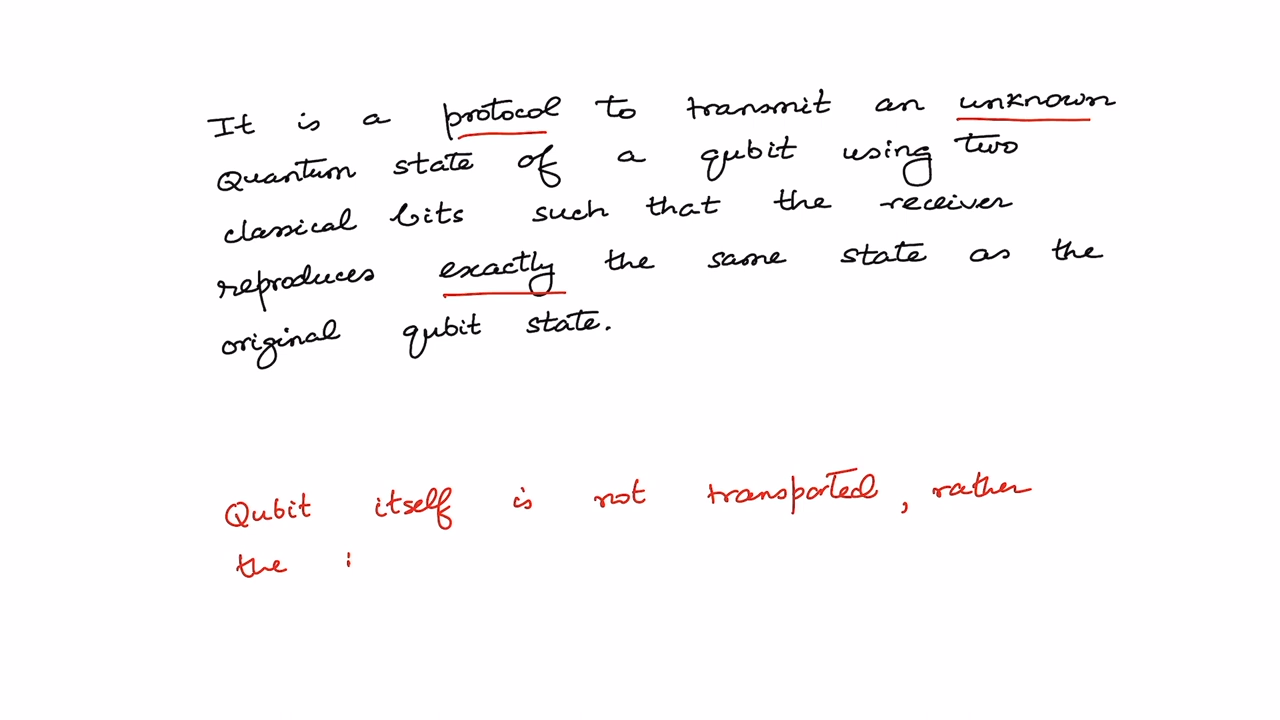 It is a protocol to transmit an unknown
Quantum state of a qubit using two
classical bits such that the receiver
reproduces exactly the same state as the
original qubit state.
Qubit itself is not transported, rather
the